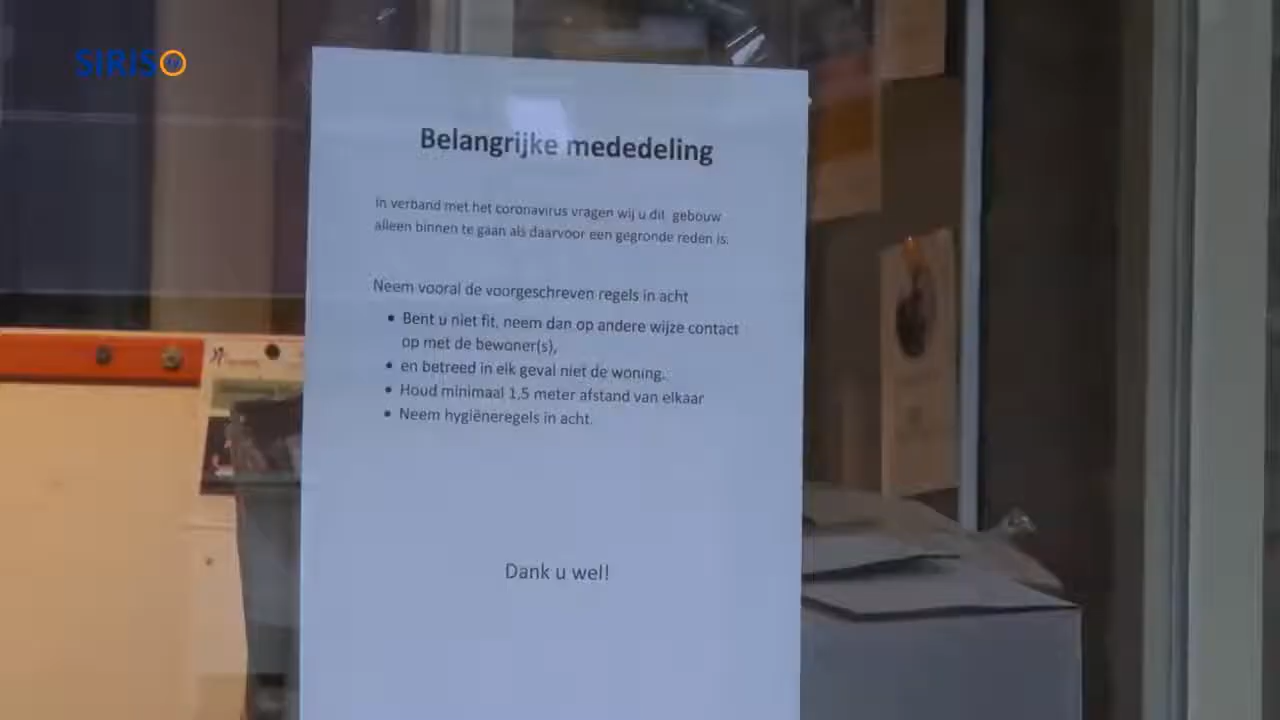 SIRIS
Belangrijke mededeling
In verband met het coronavirus vragen wij u dit gebouw
alleen binnen te gaan als daarvoor een gegronde reden is.
Neem vooral de voorgeschreven regels in acht
• Bent u niet fit, neem dan op andere wijze contact
op met de bewoner(s),
• en betreed in elk geval niet de woning.
• Houd minimaal 1,5 meter afstand van elkaar
• Neem hygiëneregels in acht.
Dank u wel!